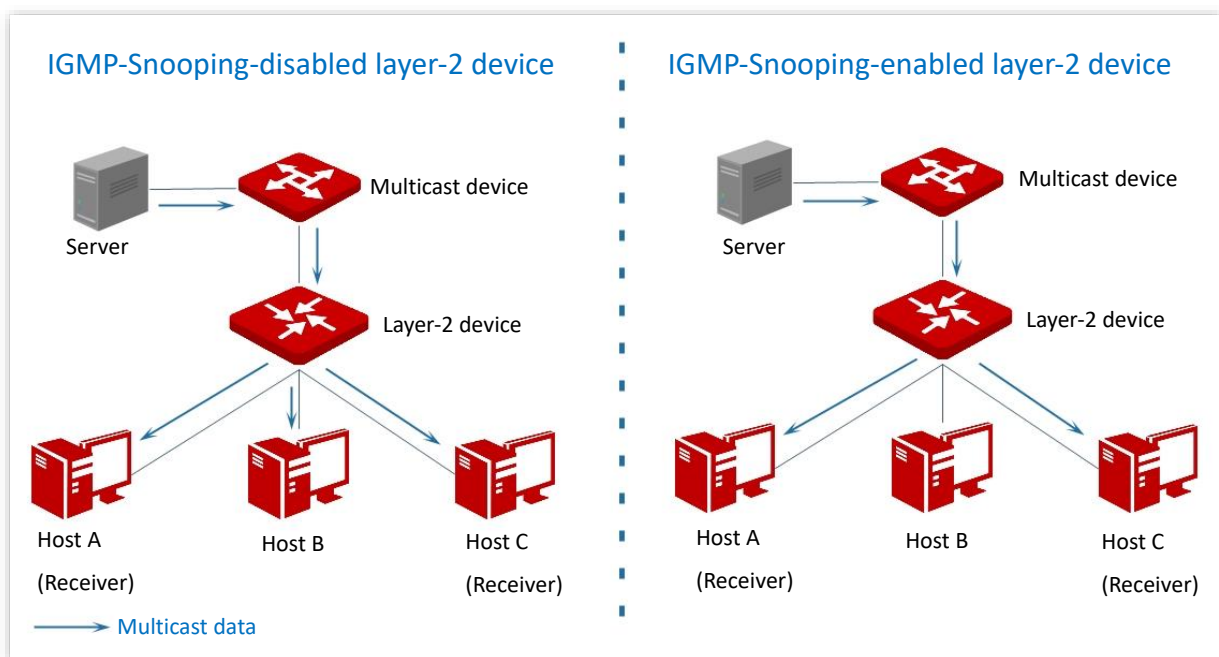 IGMP-Snooping-disabled layer-2 device
Server
Multicast device
Layer-2 device
Host A
(Receiver)
Host B
Host C
(Receiver)
Multicast data
IGMP-Snooping-enabled layer-2 device
Server
Multicast device
Layer-2 device
Host A
(Receiver)
Host B
Host C
(Receiver)